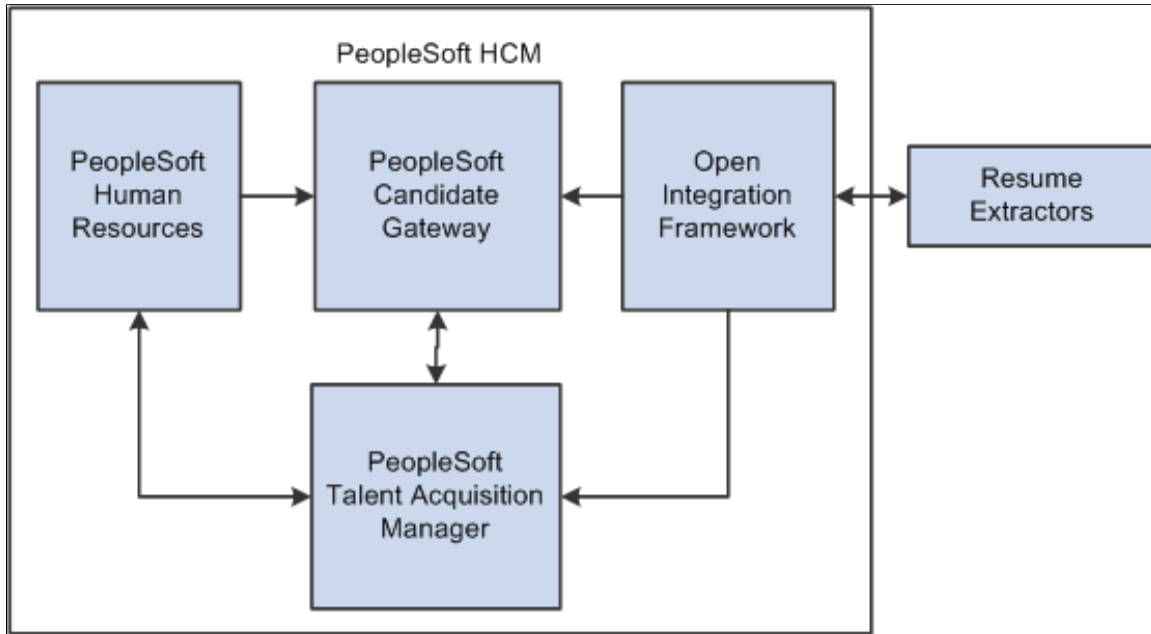 PeopleSoft HCM
PeopleSoft
Human
Resources
PeopleSoft
Candidate
Gateway
Open
Integration
Framework
Resume
Extractors
PeopleSoft
Talent Acquisition
Manager